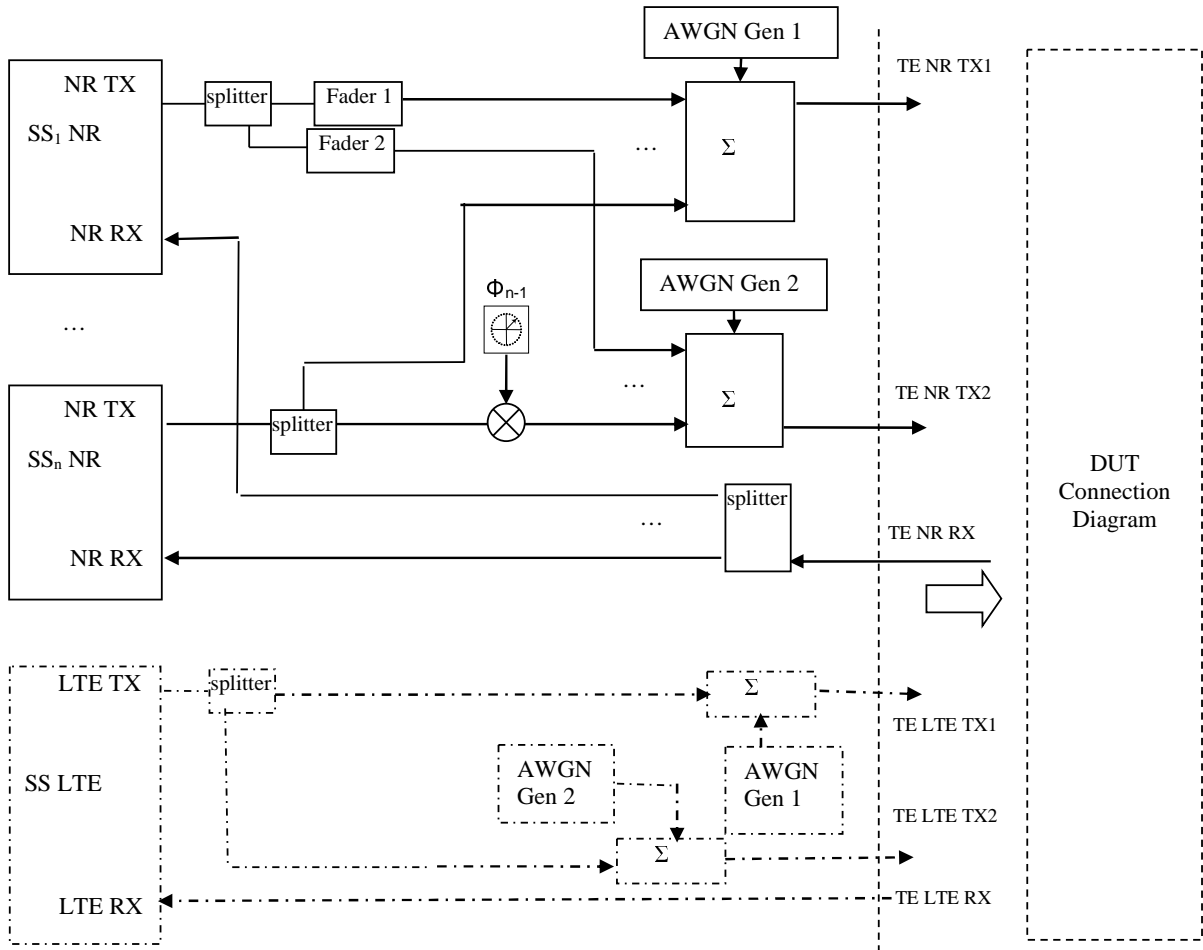 AWGN Gen 1
TE NR TX1
NR TX
splitter
Fader 1
SS₁ NR
Fader 2
...
Σ
NR RX
AWGN Gen 2
Φn-1
...
...
Σ
TE NR TX2
NR TX
splitter
SSn NR
DUT
Connection
Diagram
splitter
...
TE NR RX
NR RX
LTE TX
splitter
Σ
TE LTE TX1
SS LTE
AWGN
Gen 2
AWGN
Gen 1
TE LTE TX2
Σ
LTE RX
TE LTE RX